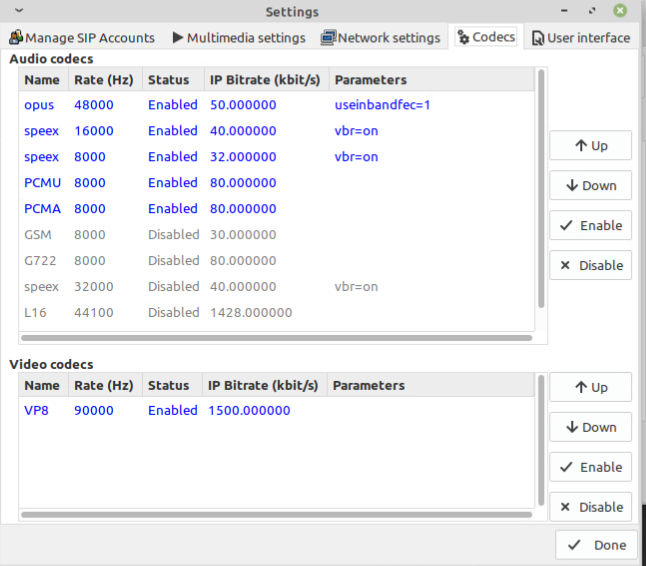 Settings
Manage SIP Accounts Multimedia settings Network settings Codecs User interface
Audio codecs
Name Rate (Hz) Status IP Bitrate (kbit/s) Parameters
opus 48000 Enabled 50.000000 useinbandfec=1
speex 16000 Enabled 40.000000 vbr=on
speex 8000 Enabled 32.000000 vbr=on
PCMU 8000 Enabled 80.000000
PCMA 8000 Enabled 80.000000
GSM 8000 Disabled 30.000000
G722 8000 Disabled 80.000000
speex 32000 Disabled 40.000000 vbr=on
L16 44100 Disabled 1428.000000
Up
Down
Enable
Disable
Video codecs
Name Rate (Hz) Status IP Bitrate (kbit/s) Parameters
VP8 90000 Enabled 1500.000000
Up
Down
Enable
Disable
Done